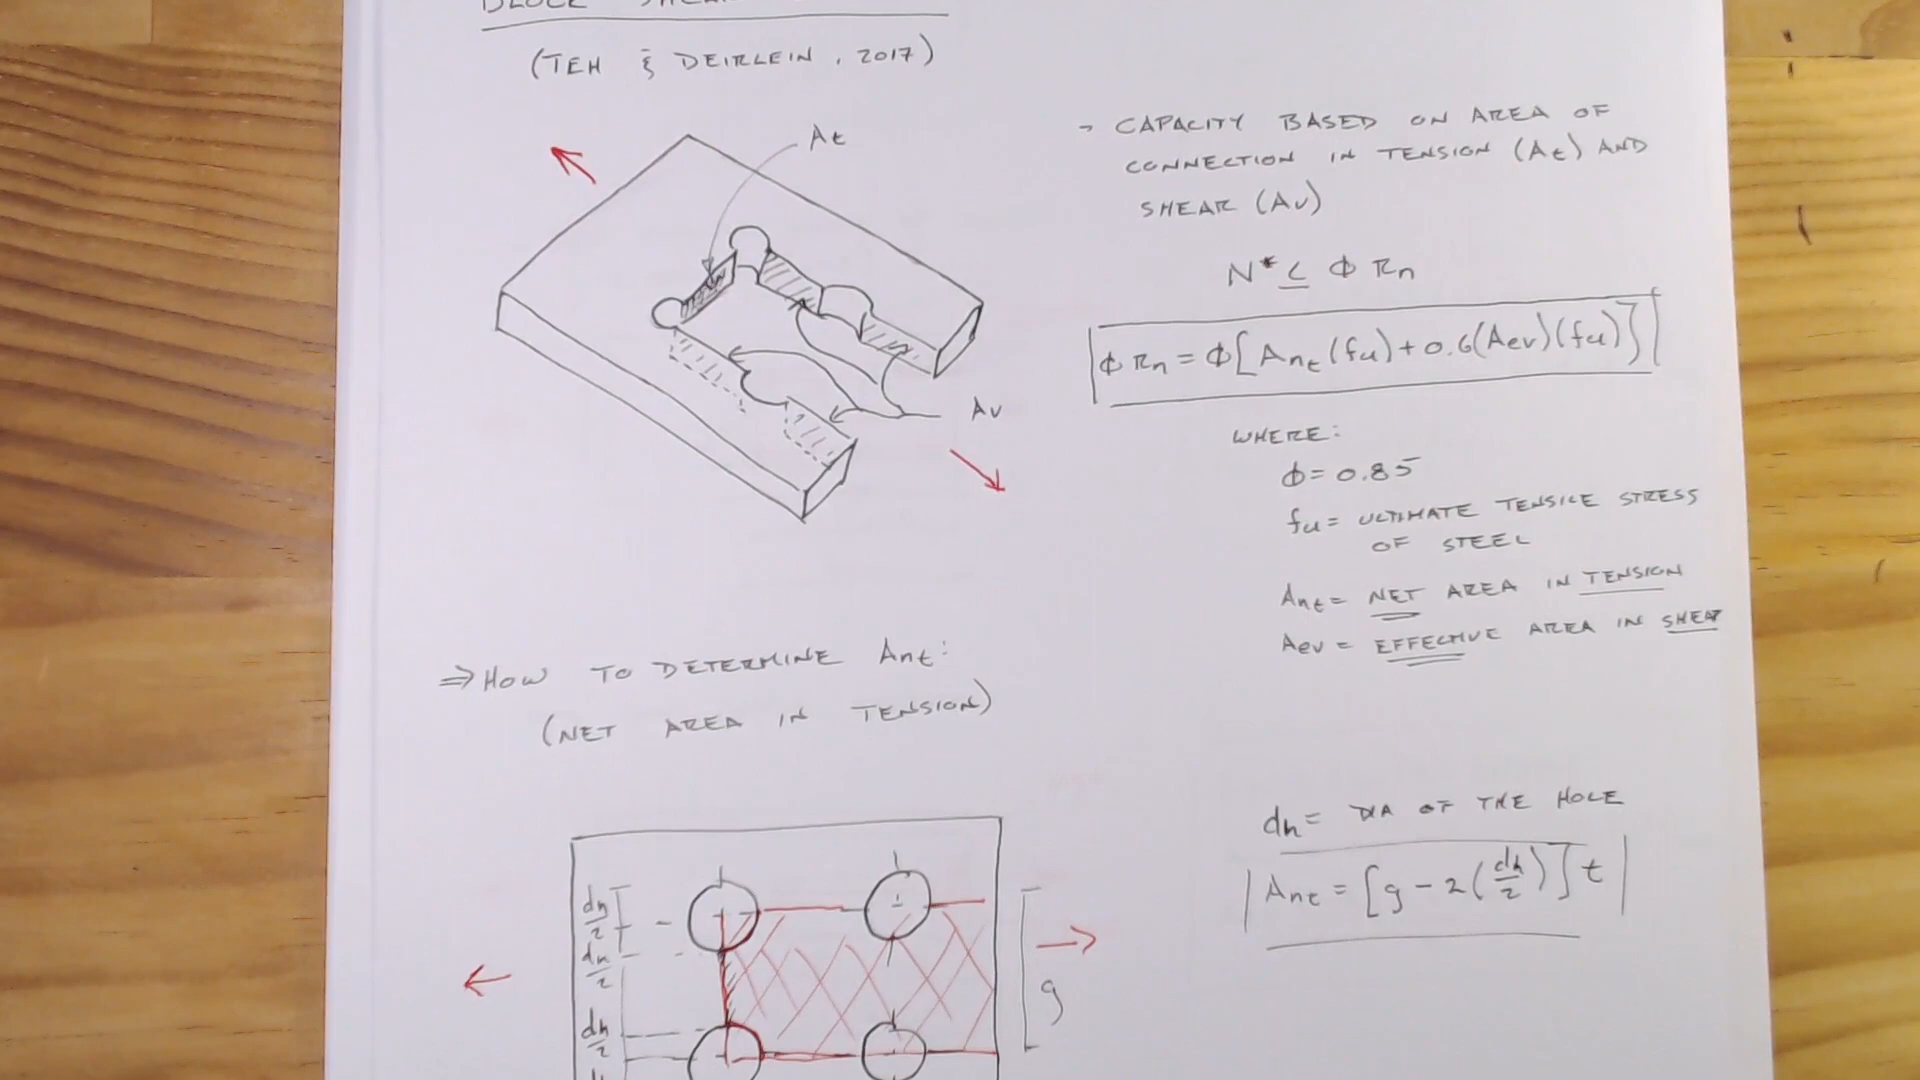 BLOCK SHEAR
(TEH & DEIRLEIN, 2017)
At
Av
→ CAPACITY BASED ON AREA OF
CONNECTION IN TENSION (At) AND
SHEAR (Av)
N* ≤ ϕ Rn
ϕ Rn = ϕ[Ant (fu) + 0.6(Aev)(fu)]
WHERE:
ϕ = 0.85
fu = ULTIMATE TENSILE STRESS
OF STEEL
Ant = NET AREA IN TENSION
Aev = EFFECTIVE AREA IN SHEAR
⇒ HOW TO DETERMINE Ant:
(NET AREA IN TENSION)
dh = DIA OF THE HOLE
Ant = [g - 2(dh/2)] t
dh/2
dh/2
dh/2
g